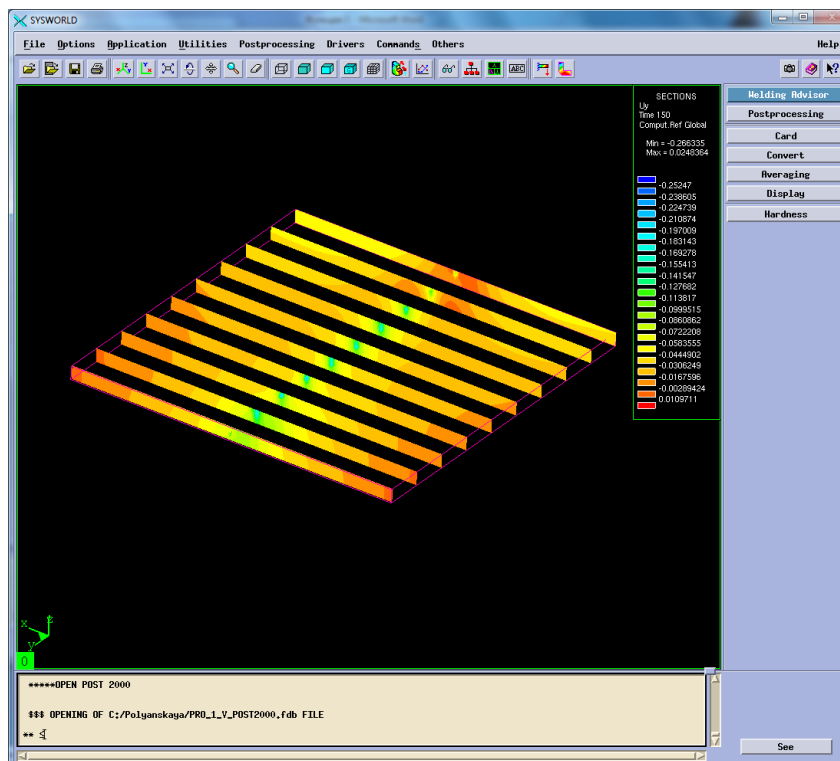 SYSWORLD
File Options Application Utilities Postprocessing Drivers Commands Others Help
SECTIONS
Uy
Time 150
Comput.Ref Global
Min = -0.266335
Max = 0.0248364
-0.25247
-0.238605
-0.224739
-0.210874
-0.197009
-0.183143
-0.169278
-0.155413
-0.141547
-0.127682
-0.113817
-0.0999515
-0.0860862
-0.0722208
-0.0583555
-0.0444902
-0.0306249
-0.0167596
-0.00289424
0.0109711
Welding Advisor
Postprocessing
Card
Convert
Averaging
Display
Hardness
x
z
y
0
*****OPEN POST 2000
$$$ OPENING OF C:/Polyanskaya/PRO_1_V_POST2000.fdb FILE
**
See